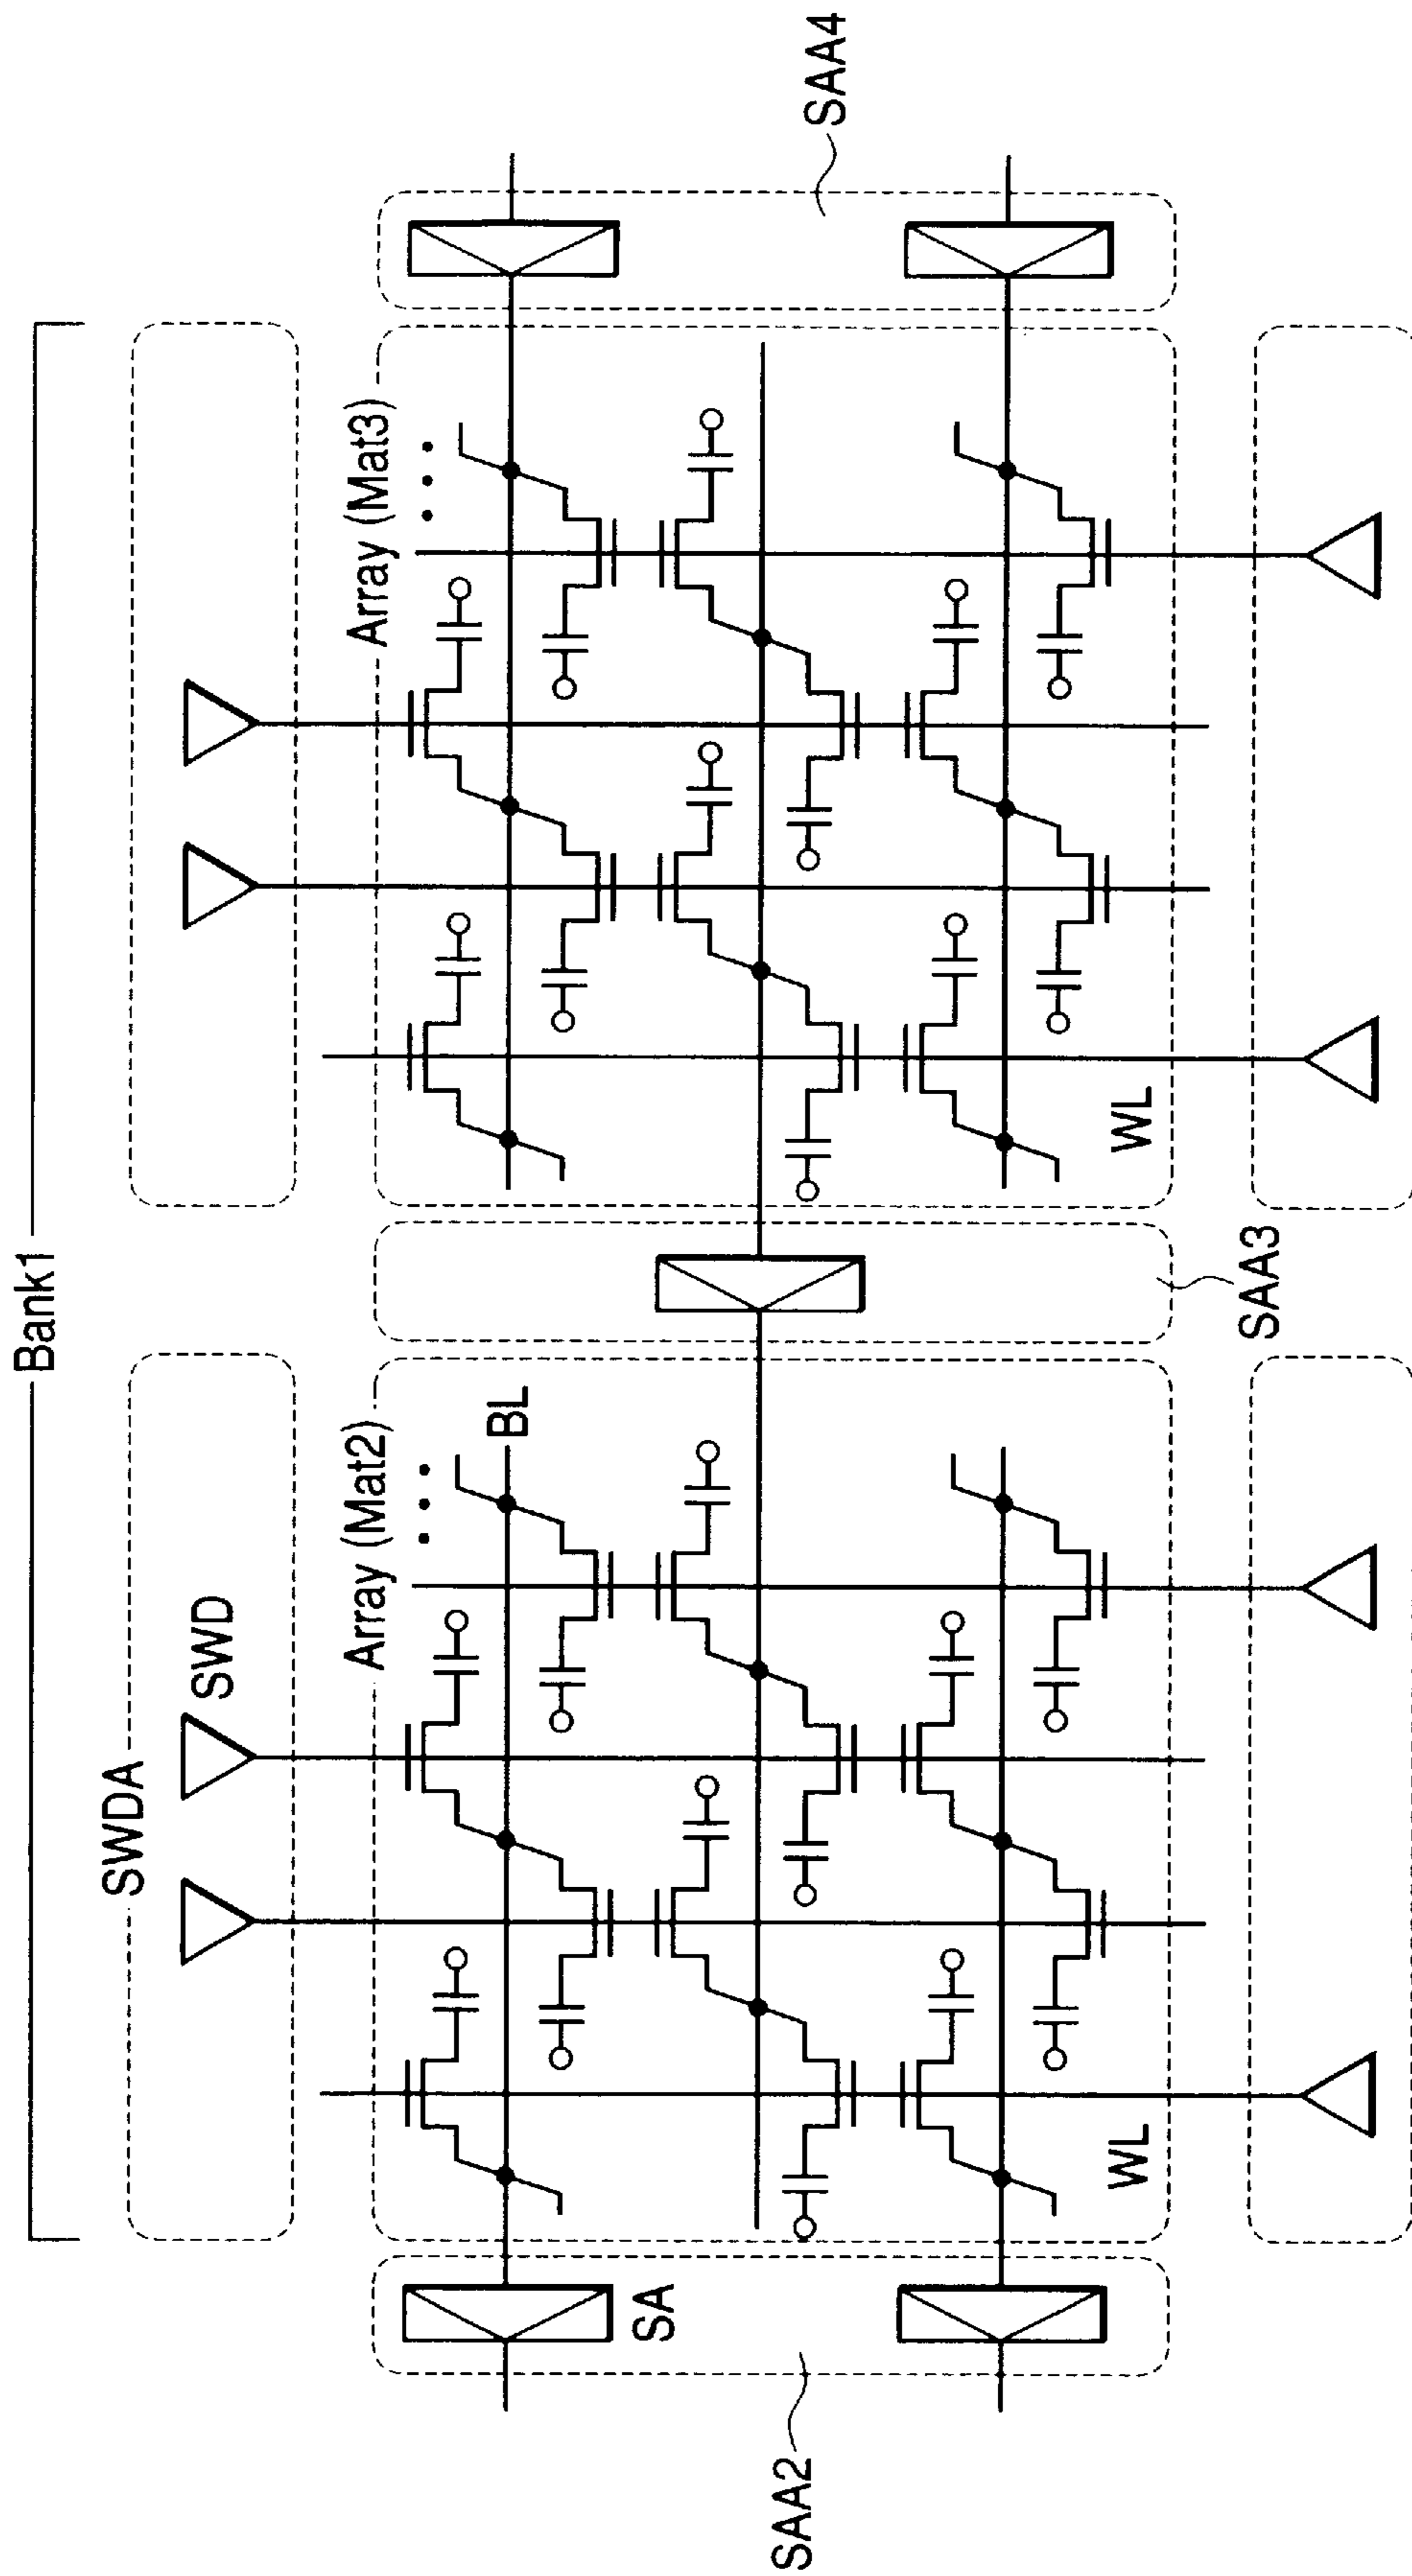 Bank1
SWDA
SWD
Array (Mat2)
• • •
BL
Array (Mat3)
• • •
SA
WL
WL
SAA2
SAA3
SAA4